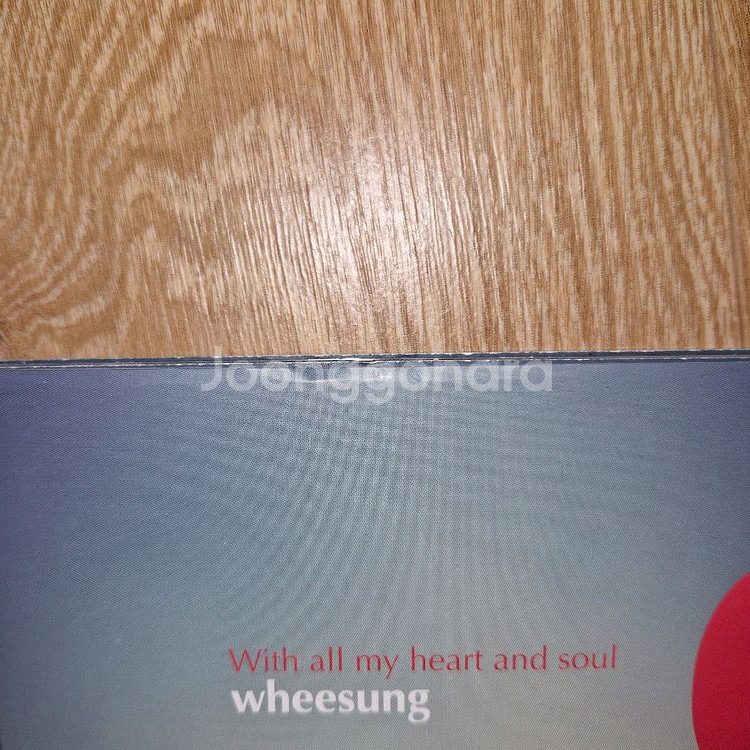 Joonggonara
With all my heart and soul
wheesung